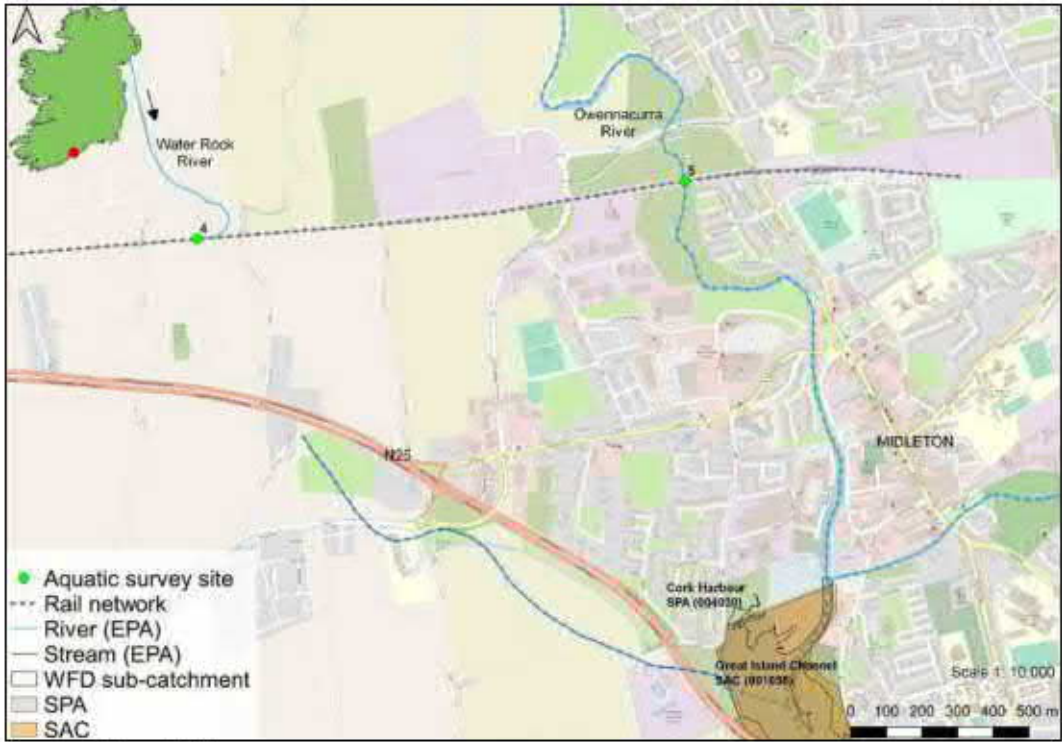 Owennacurra
River
Water Rock
River
5
4
N25
MIDLETON
Cork Harbour
SPA (004030)
Great Island Channel
SAC (001058)
Aquatic survey site
Rail network
River (EPA)
Stream (EPA)
WFD sub-catchment
SPA
SAC
Scale 1: 10 000
0 100 200 300 400 500 m